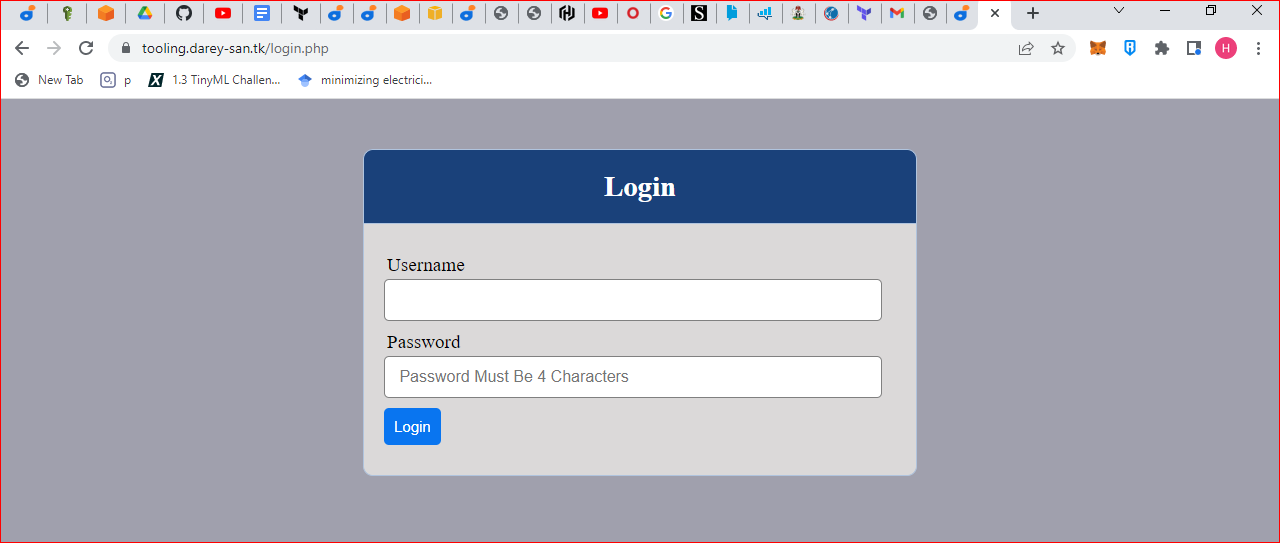 tooling.darey-san.tk/login.php
H
New Tab
p
1.3 TinyML Challen...
minimizing electrici...
Login
Username
Password
Password Must Be 4 Characters
Login